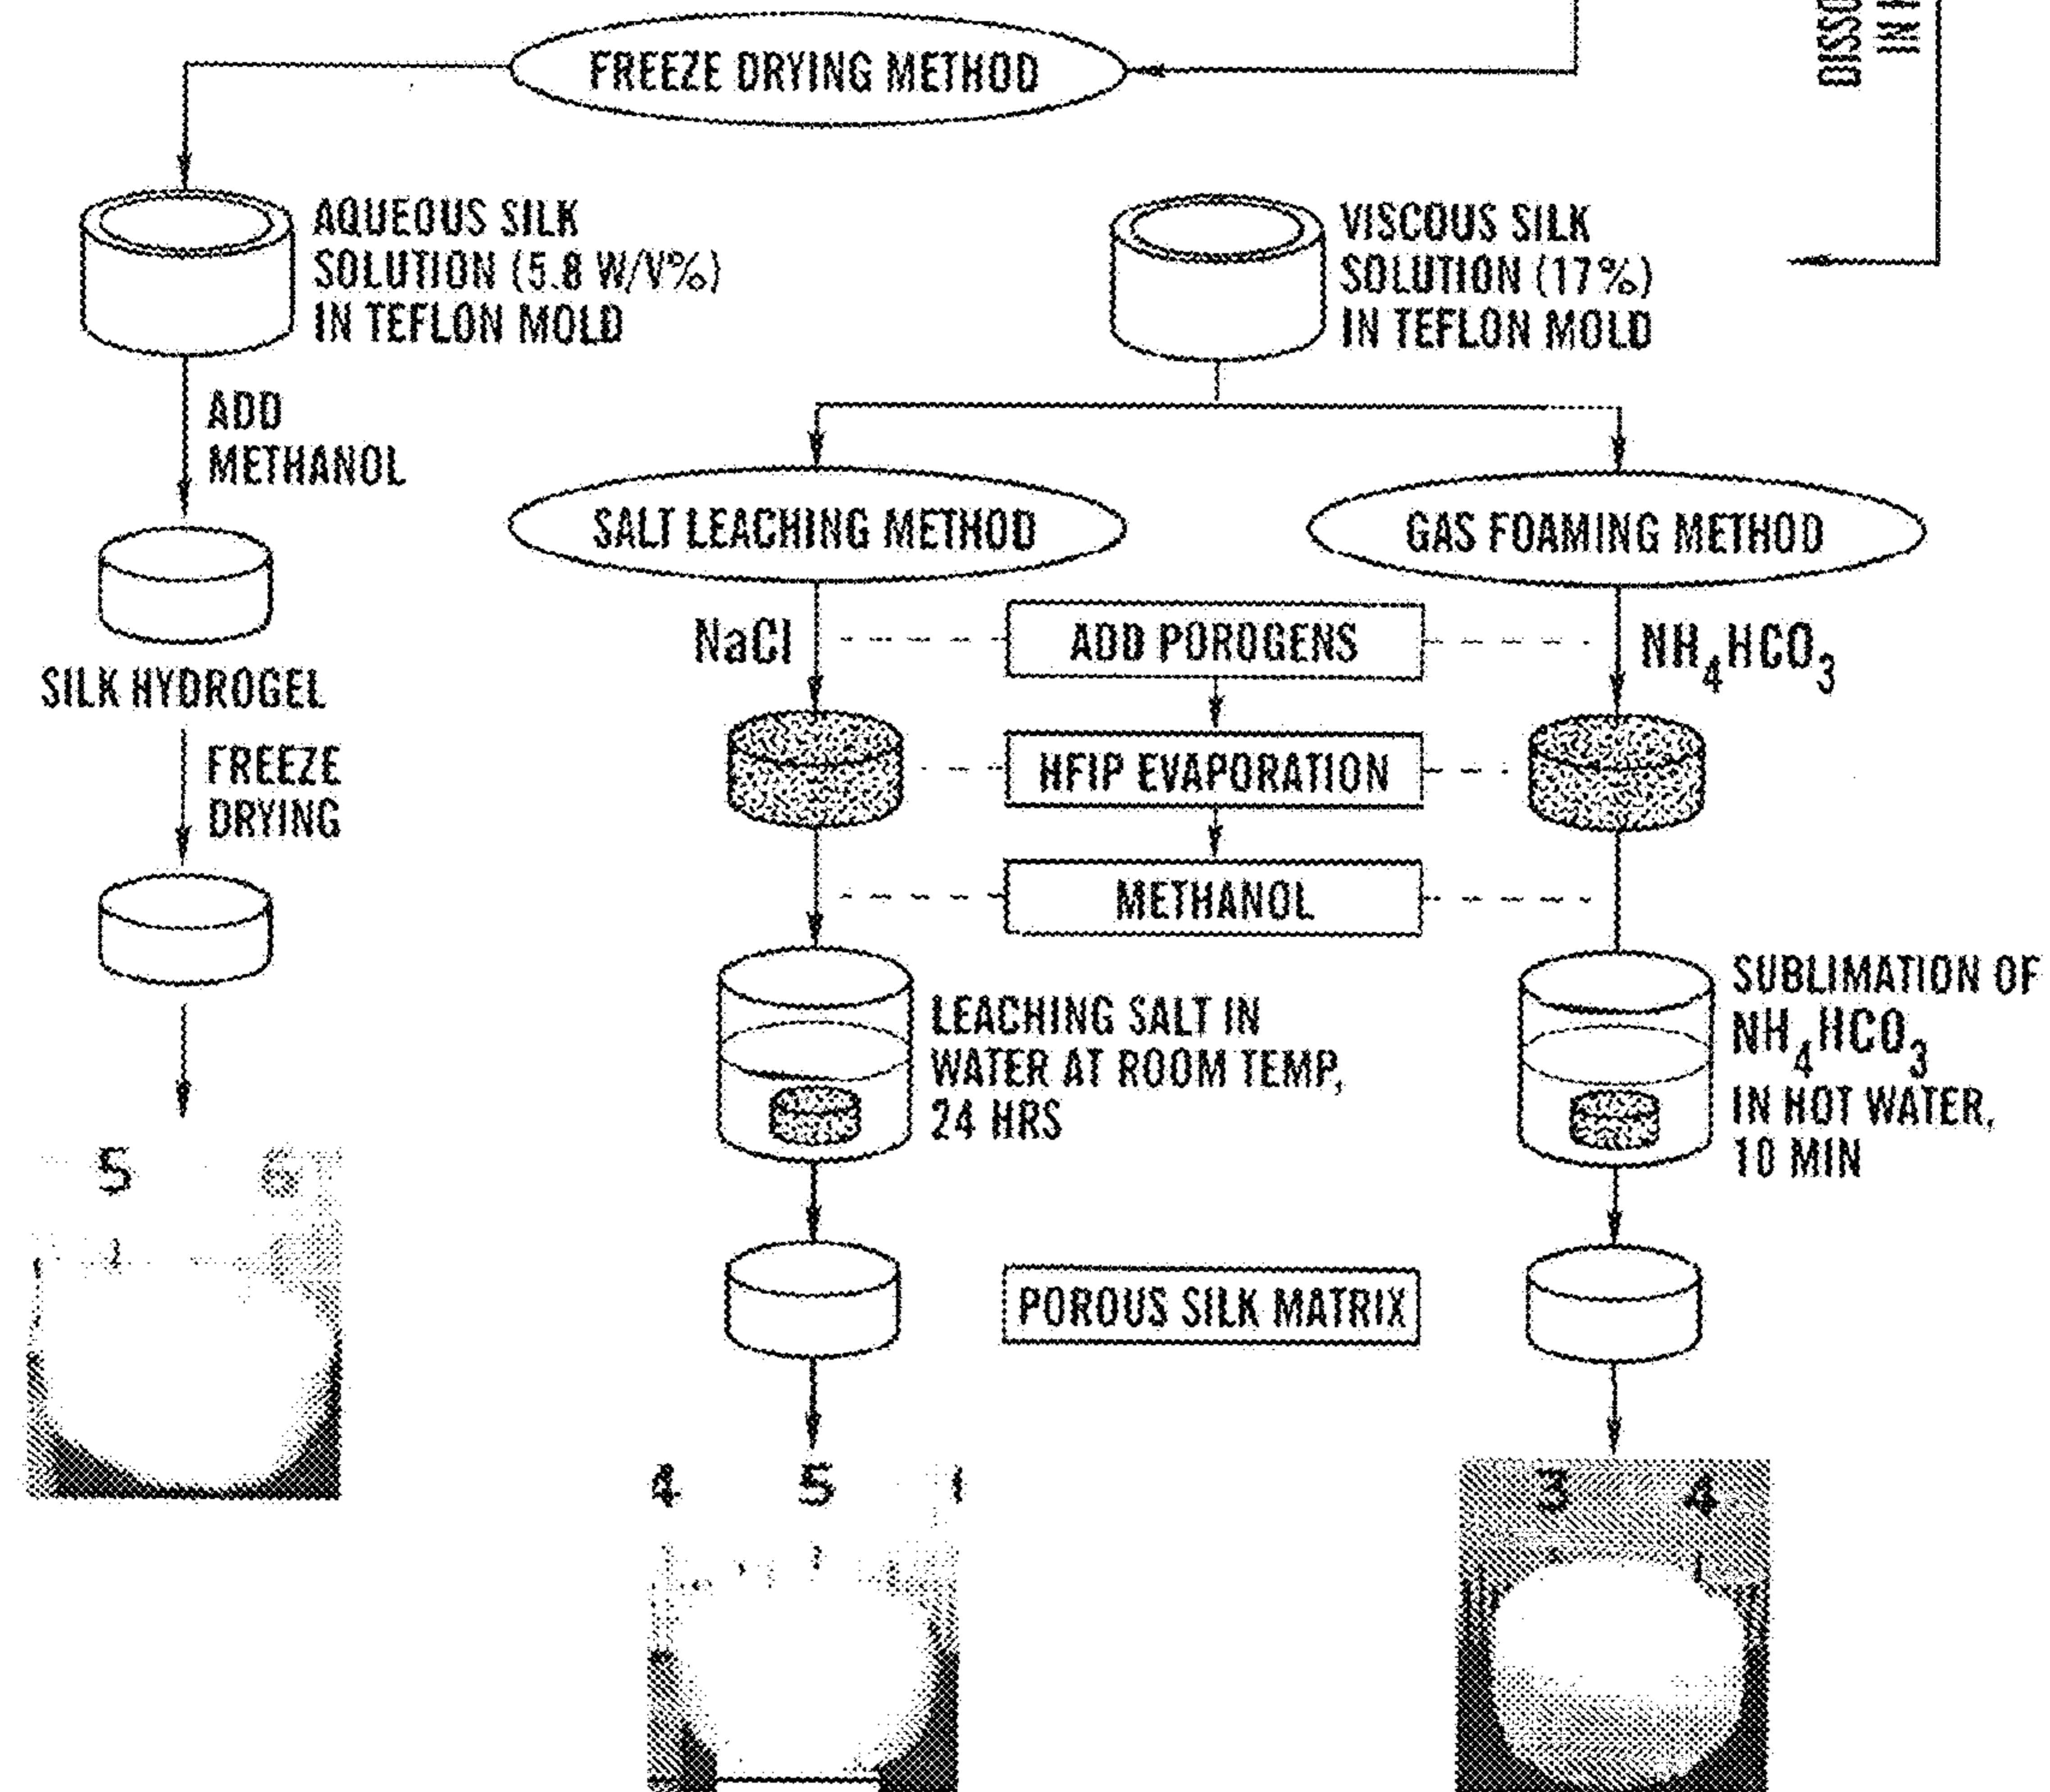 FREEZE DRYING METHOD
AQUEOUS SILK
SOLUTION (5.8 W/V%)
IN TEFLON MOLD
VISCOUS SILK
SOLUTION (17%)
IN TEFLON MOLD
ADD
METHANOL
SALT LEACHING METHOD
GAS FOAMING METHOD
NaCl
ADD POROGENS
NH4HCO3
SILK HYDROGEL
FREEZE
DRYING
HFIP EVAPORATION
METHANOL
LEACHING SALT IN
WATER AT ROOM TEMP,
24 HRS
SUBLIMATION OF
NH4HCO3
IN HOT WATER,
10 MIN
5 6
POROUS SILK MATRIX
4 5 1
3 4